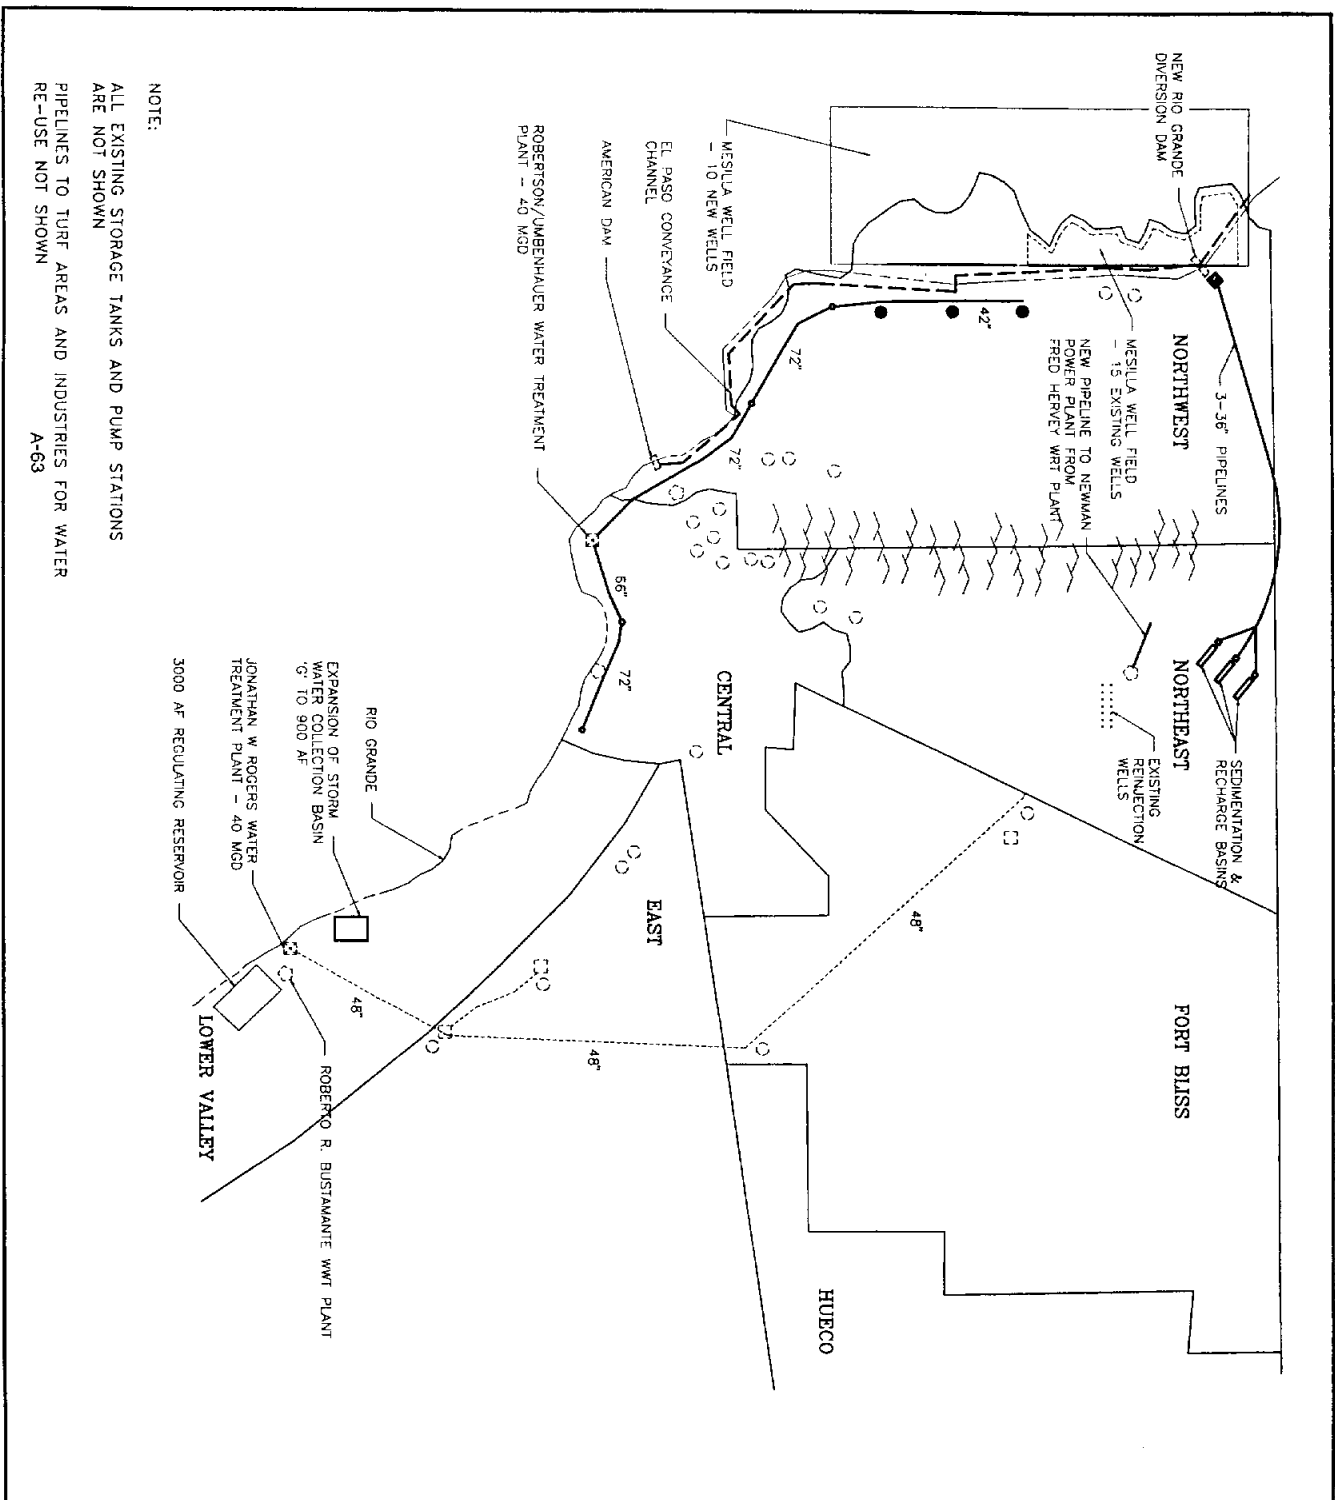 NEW RIO GRANDE
DIVERSION DAM
3-36" PIPELINES
SEDIMENTATION &
RECHARGE BASINS
NORTHWEST
NORTHEAST
FORT BLISS
MESILLA WELL FIELD
- 15 EXISTING WELLS
EXISTING
REINJECTION
WELLS
NEW PIPELINE TO NEWMAN
POWER PLANT FROM
FRED HERVEY WRT PLANT
42"
48"
HUECO
72"
MESILLA WELL FIELD
- 10 NEW WELLS
72"
CENTRAL
EL PASO CONVEYANCE
CHANNEL
EAST
AMERICAN DAM
56"
72"
48"
ROBERTSON/UMBENHAUER WATER TREATMENT
PLANT - 40 MGD
RIO GRANDE
48"
EXPANSION OF STORM
WATER COLLECTION BASIN
'G' TO 900 AF
ROBERTO R. BUSTAMANTE WWT PLANT
JONATHAN W ROGERS WATER
TREATMENT PLANT - 40 MGD
LOWER VALLEY
3000 AF REGULATING RESERVOIR
NOTE:
ALL EXISTING STORAGE TANKS AND PUMP STATIONS
ARE NOT SHOWN
PIPELINES TO TURF AREAS AND INDUSTRIES FOR WATER
RE-USE NOT SHOWN
A-63